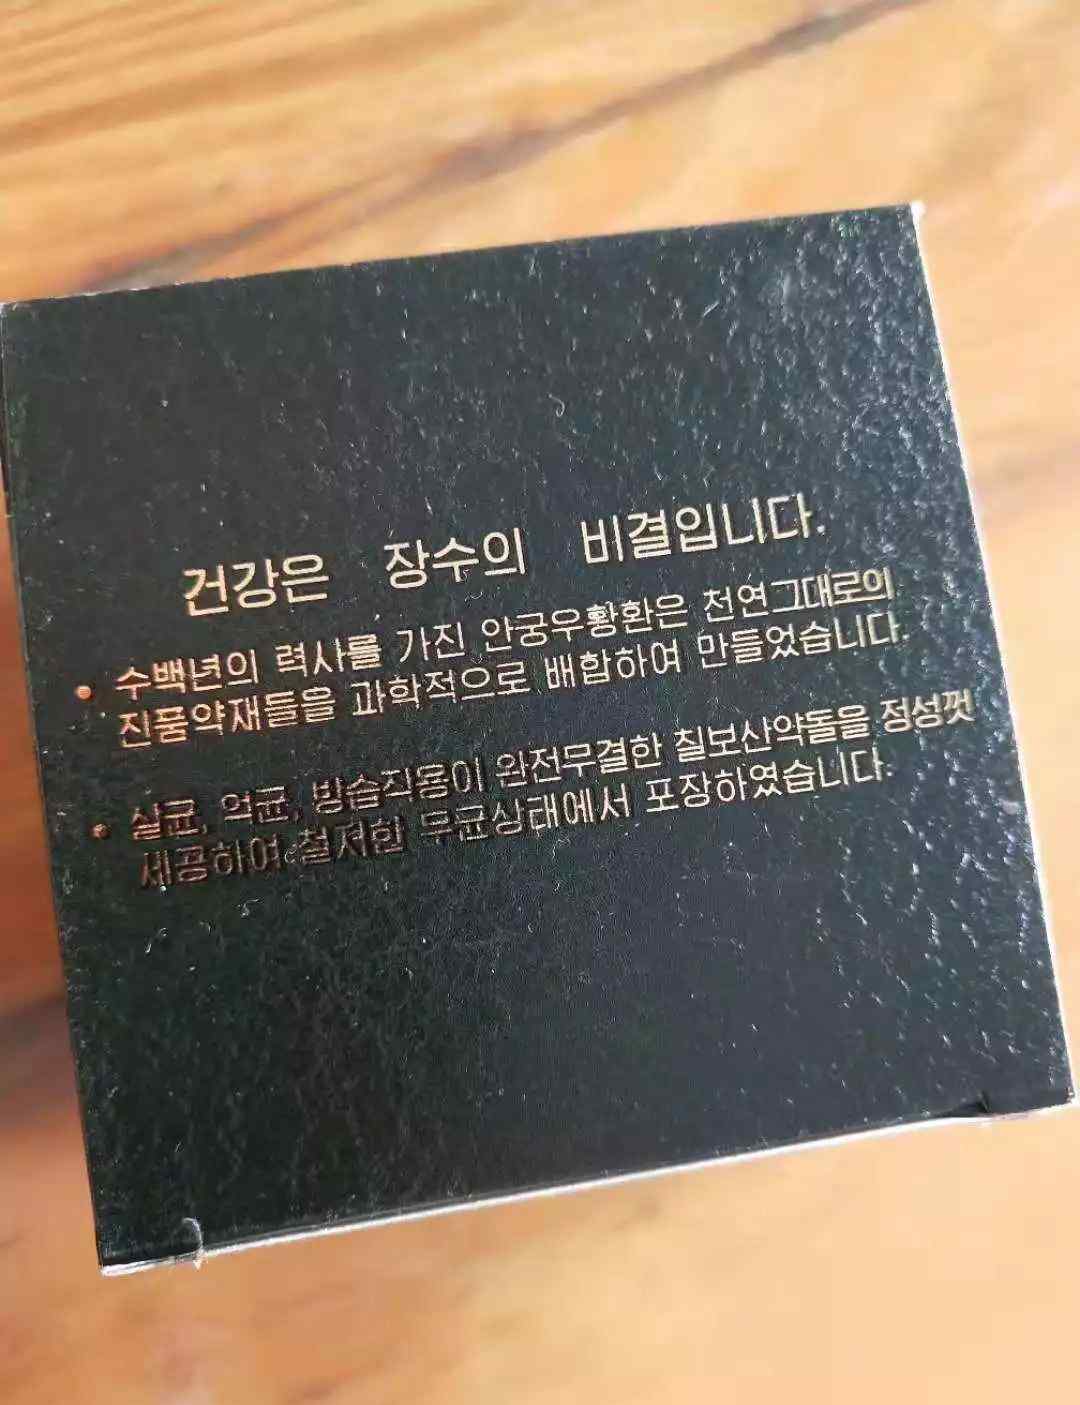 건강은 장수의 비결입니다.
• 수백년의 력사를 가진 안궁우황환은 천연그대로의
진품약재들을 과학적으로 배합하여 만들었습니다.
• 살균, 억균, 방습작용이 완전무결한 칠보산약돌을 정성껏
세공하여 철저한 무균상태에서 포장하였습니다.